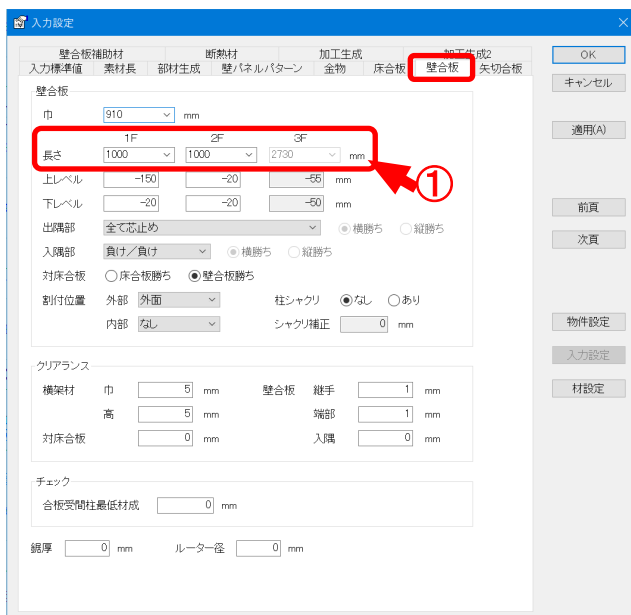 入力設定
壁合板補助材 断熱材 加工生成 加工生成2
入力標準値 素材長 部材生成 壁パネルパターン 金物 床合板 壁合板 矢切合板
OK
キャンセル
適用(A)
前頁
次頁
物件設定
入力設定
材設定
壁合板
巾 910 mm
1F 2F 3F
長さ 1000 1000 2730 mm
①
上レベル -150 -20 -55 mm
下レベル -20 -20 -50 mm
出隅部 全て芯止め 横勝ち 縦勝ち
入隅部 負け/負け 横勝ち 縦勝ち
対床合板 床合板勝ち 壁合板勝ち
割付位置 外部 外面 柱シャクリ なし あり
内部 なし シャクリ補正 0 mm
クリアランス
横架材 巾 5 mm 壁合板 継手 1 mm
高 5 mm 端部 1 mm
対床合板 0 mm 入隅 0 mm
チェック
合板受間柱最低材成 0 mm
鋸厚 0 mm ルーター径 0 mm